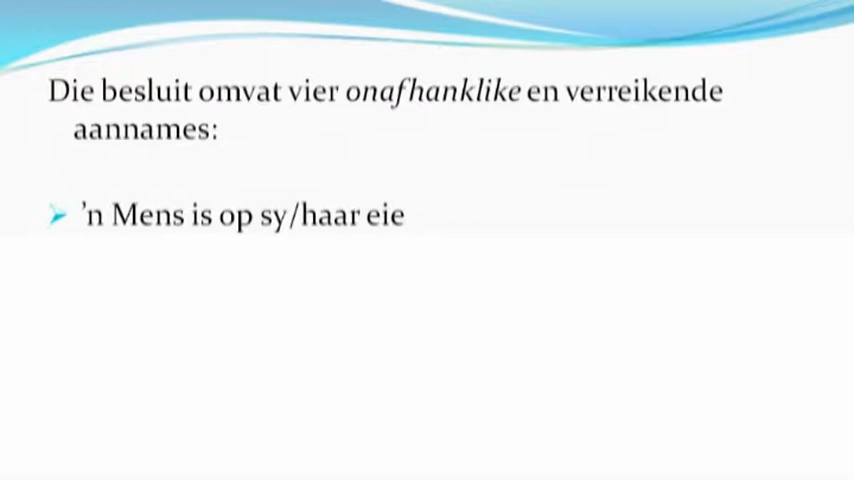 Die besluit omvat vier onafhanklike en verreikende
aannames:
’n Mens is op sy/haar eie